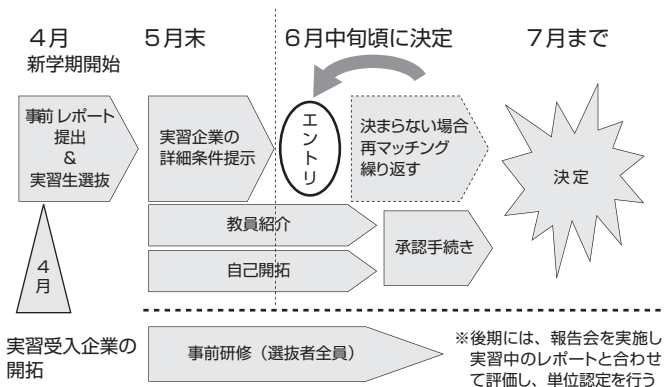 4月
新学期開始
5月末
6月中旬頃に決定
7月まで
事前レポート
提出
&
実習生選抜
実習企業の
詳細条件提示
エントリ
決まらない場合
再マッチング
繰り返す
決定
教員紹介
自己開拓
承認手続き
4月
実習受入企業の
開拓
事前研修（選抜者全員）
※後期には、報告会を実施し
実習中のレポートと合わせ
て評価し、単位認定を行う